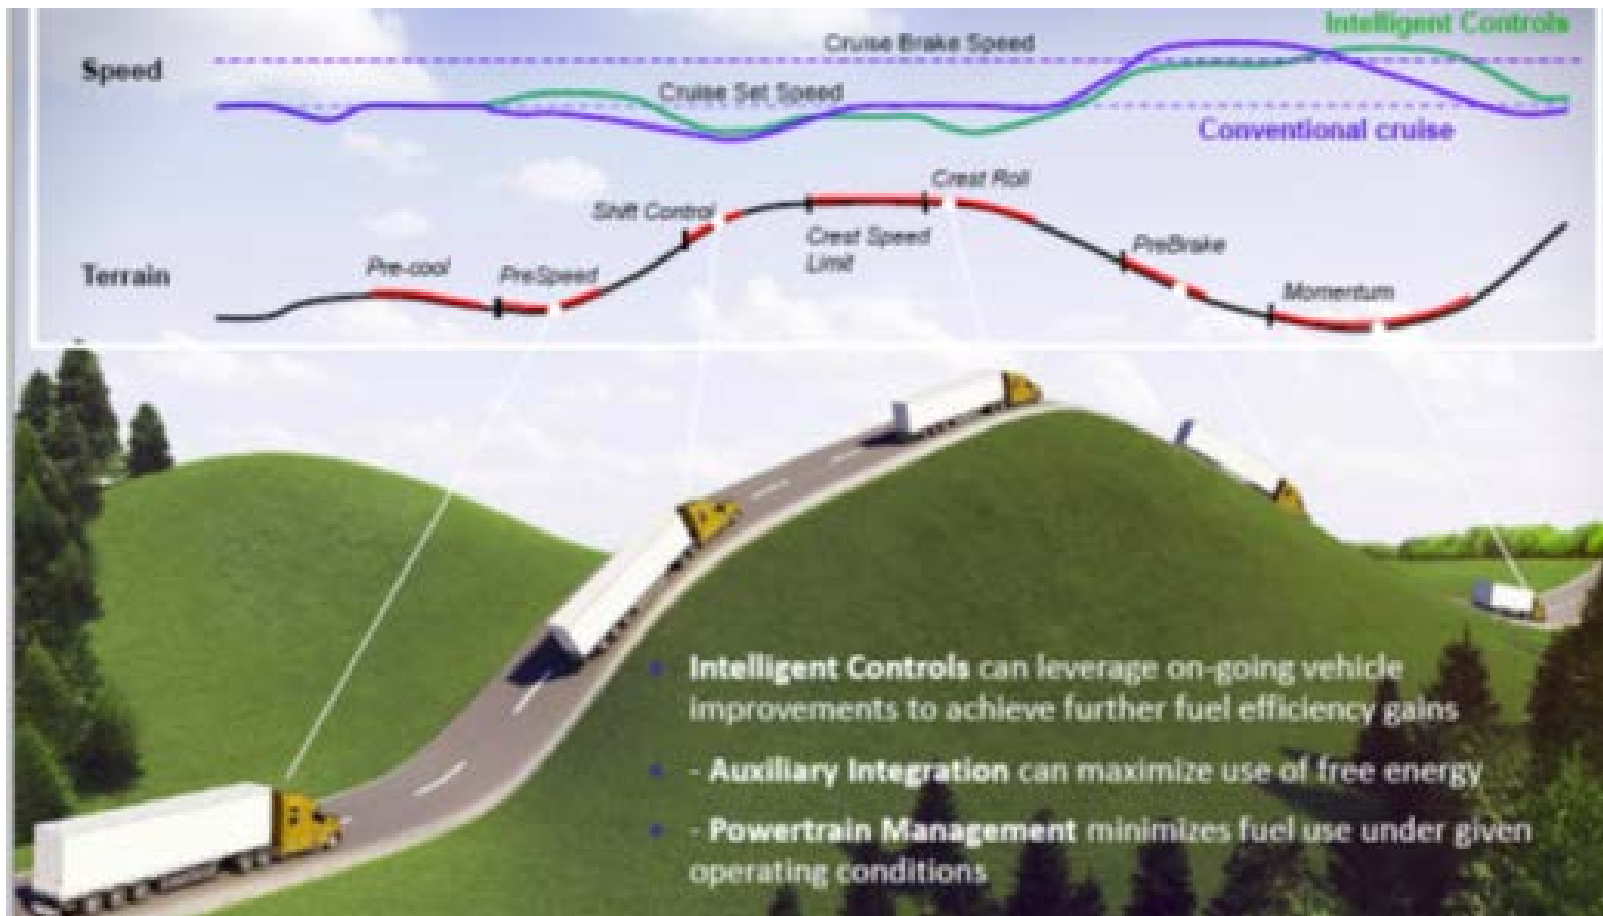 Intelligent Controls
Cruise Brake Speed
Speed
Cruise Set Speed
Conventional cruise
Crest Roll
Shift Control
Crest Speed
Limit
PreBrake
Pre-cool
PreSpeed
Terrain
Momentum
Intelligent Controls can leverage on-going vehicle
improvements to achieve further fuel efficiency gains
- Auxiliary Integration can maximize use of free energy
- Powertrain Management minimizes fuel use under given
operating conditions